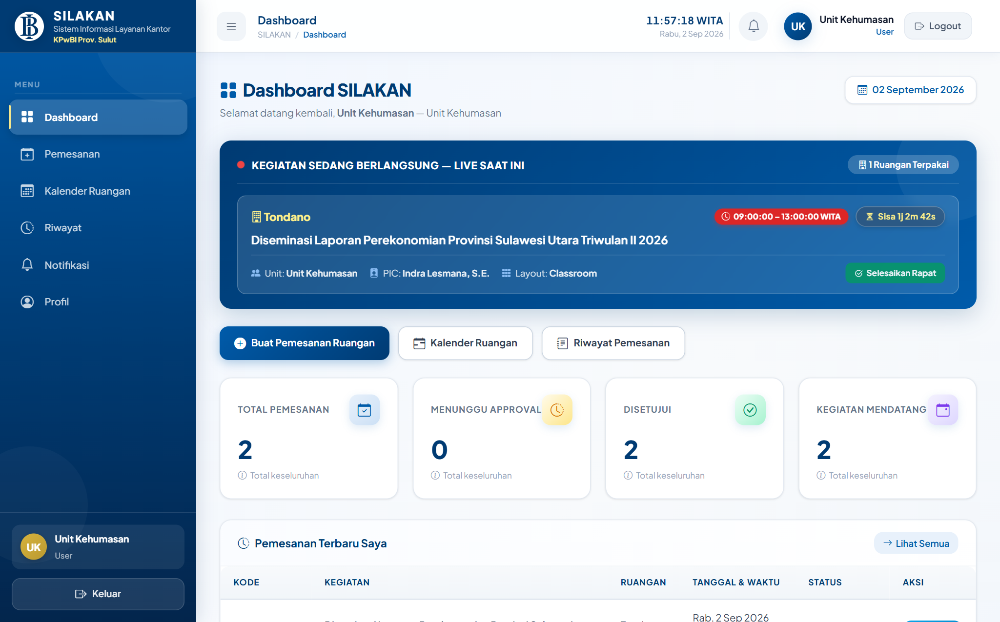 SILAKAN
Sistem Informasi Layanan Kantor
KPwBI Prov. Sulut
MENU
Dashboard
Pemesanan
Kalender Ruangan
Riwayat
Notifikasi
Profil
UK
Unit Kehumasan
User
Keluar
Dashboard
SILAKAN / Dashboard
11:57:18 WITA
Rabu, 2 Sep 2026
UK
Unit Kehumasan
User
Logout
Dashboard SILAKAN
Selamat datang kembali, Unit Kehumasan — Unit Kehumasan
02 September 2026
KEGIATAN SEDANG BERLANGSUNG — LIVE SAAT INI
1 Ruangan Terpakai
Tondano
09:00:00 – 13:00:00 WITA
Sisa 1j 2m 42s
Diseminasi Laporan Perekonomian Provinsi Sulawesi Utara Triwulan II 2026
Unit: Unit Kehumasan
PIC: Indra Lesmana, S.E.
Layout: Classroom
Selesaikan Rapat
Buat Pemesanan Ruangan
Kalender Ruangan
Riwayat Pemesanan
TOTAL PEMESANAN
2
Total keseluruhan
MENUNGGU APPROVAL
0
Total keseluruhan
DISETUJUI
2
Total keseluruhan
KEGIATAN MENDATANG
2
Total keseluruhan
Pemesanan Terbaru Saya
Lihat Semua
KODE
KEGIATAN
RUANGAN
TANGGAL & WAKTU
STATUS
AKSI
Rab, 2 Sep 2026